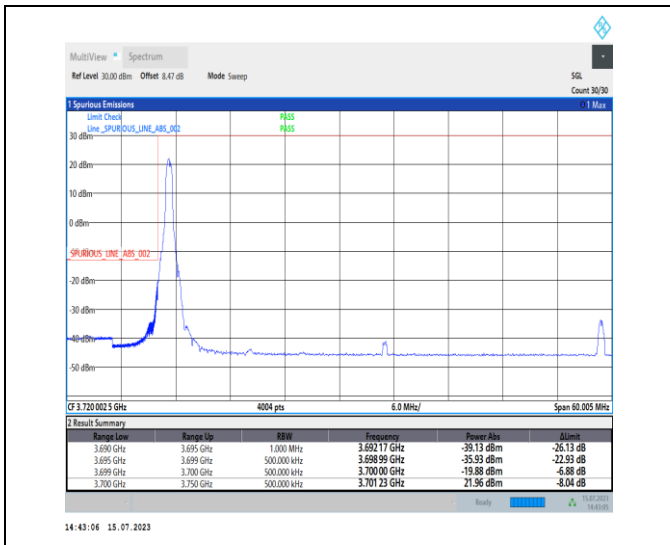 MultiView Spectrum
Ref Level 30.00 dBm Offset 8.47 dB Mode Sweep SGL
Count 30/30
1 Spurious Emissions 1 Max
Limit Check PASS
Line _SPURIOUS_LINE_ABS_002 PASS
30 dBm
20 dBm
10 dBm
0 dBm
_SPURIOUS_LINE_ABS_002
-20 dBm
-30 dBm
-40 dBm
-50 dBm
CF 3.720 002 5 GHz 4004 pts 6.0 MHz/ Span 60.005 MHz
2 Result Summary
Range Low Range Up RBW Frequency Power Abs ΔLimit
3.690 GHz 3.695 GHz 1.000 MHz 3.692 17 GHz -39.13 dBm -26.13 dB
3.695 GHz 3.699 GHz 500.000 kHz 3.698 99 GHz -35.93 dBm -22.93 dB
3.699 GHz 3.700 GHz 500.000 kHz 3.700 00 GHz -19.88 dBm -6.88 dB
3.700 GHz 3.750 GHz 500.000 kHz 3.701 23 GHz 21.96 dBm -8.04 dB
Ready 15.07.2023
14:43:05
14:43:06 15.07.2023